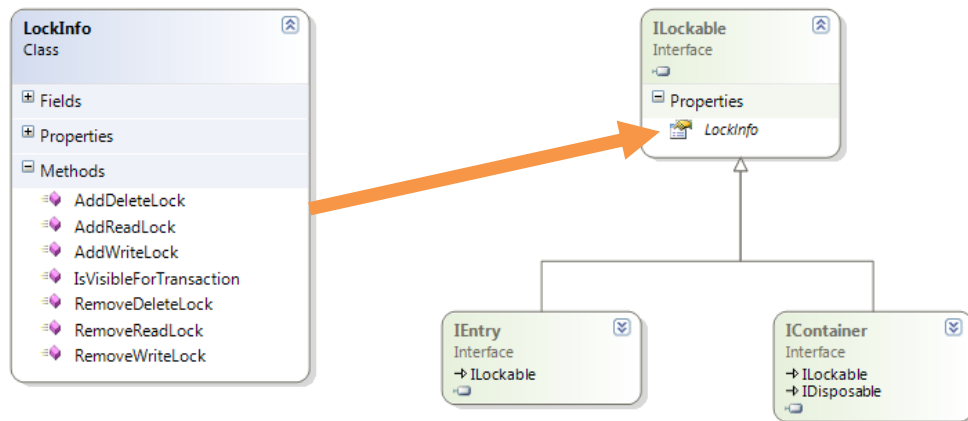 LockInfo
Class
Fields
Properties
Methods
AddDeleteLock
AddReadLock
AddWriteLock
IsVisibleForTransaction
RemoveDeleteLock
RemoveReadLock
RemoveWriteLock
ILockable
Interface
Properties
LockInfo
IEntry
Interface
ILockable
IContainer
Interface
ILockable
IDisposable